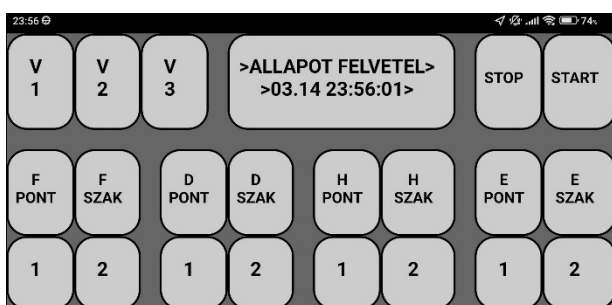 23:56
74%
V V V >ALLAPOT FELVETEL> STOP START
1 2 3 >03.14 23:56:01>
F F D D H H E E
PONT SZAK PONT SZAK PONT SZAK PONT SZAK
1 2 1 2 1 2 1 2